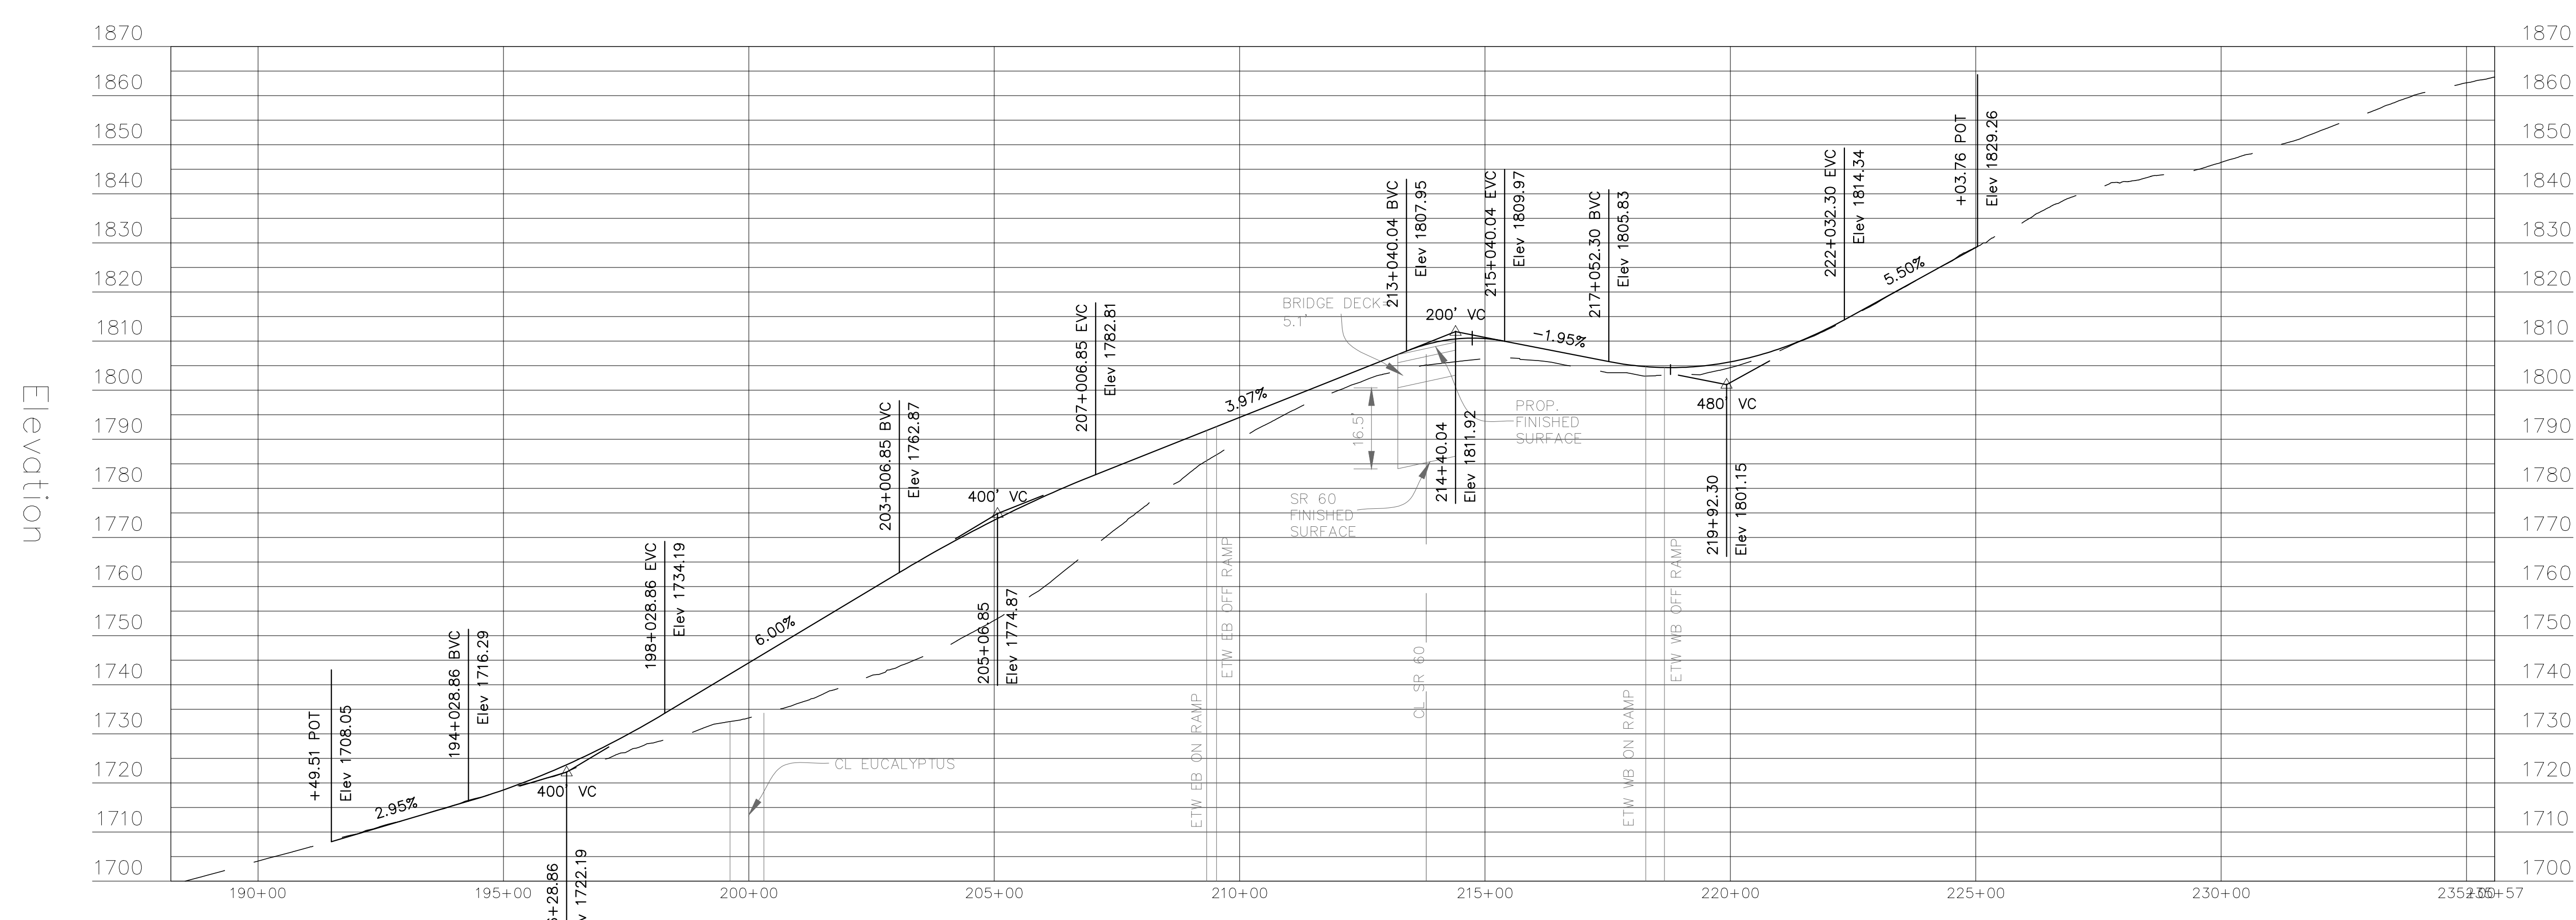 1870
1860
1850
1840
1830
1820
1810
1800
1790
1780
1770
1760
1750
1740
1730
1720
1710
1700
Elevation
+49.51 POT
Elev 1708.05
2.95%
194+028.86 BVC
Elev 1716.29
400' VC
+28.86
1722.19
198+028.86 EVC
Elev 1734.19
6.00%
CL EUCALYPTUS
203+006.85 BVC
Elev 1762.87
400' VC
205+06.85
Elev 1774.87
207+006.85 EVC
Elev 1782.81
3.97%
ETW EB ON RAMP
ETW EB OFF RAMP
BRIDGE DECK=
5.1'
16.5'
SR 60
FINISHED
SURFACE
213+040.04 BVC
Elev 1807.95
200' VC
214+40.04
Elev 1811.92
215+040.04 EVC
Elev 1809.97
PROP.
FINISHED
SURFACE
CL SR 60
-1.95%
217+052.30 BVC
Elev 1805.83
ETW WB ON RAMP
ETW WB OFF RAMP
480' VC
219+92.30
Elev 1801.15
222+032.30 EVC
Elev 1814.34
5.50%
+03.76 POT
Elev 1829.26
1870
1860
1850
1840
1830
1820
1810
1800
1790
1780
1770
1760
1750
1740
1730
1720
1710
1700
190+00
195+00
200+00
205+00
210+00
215+00
220+00
225+00
230+00
235+00
235+57